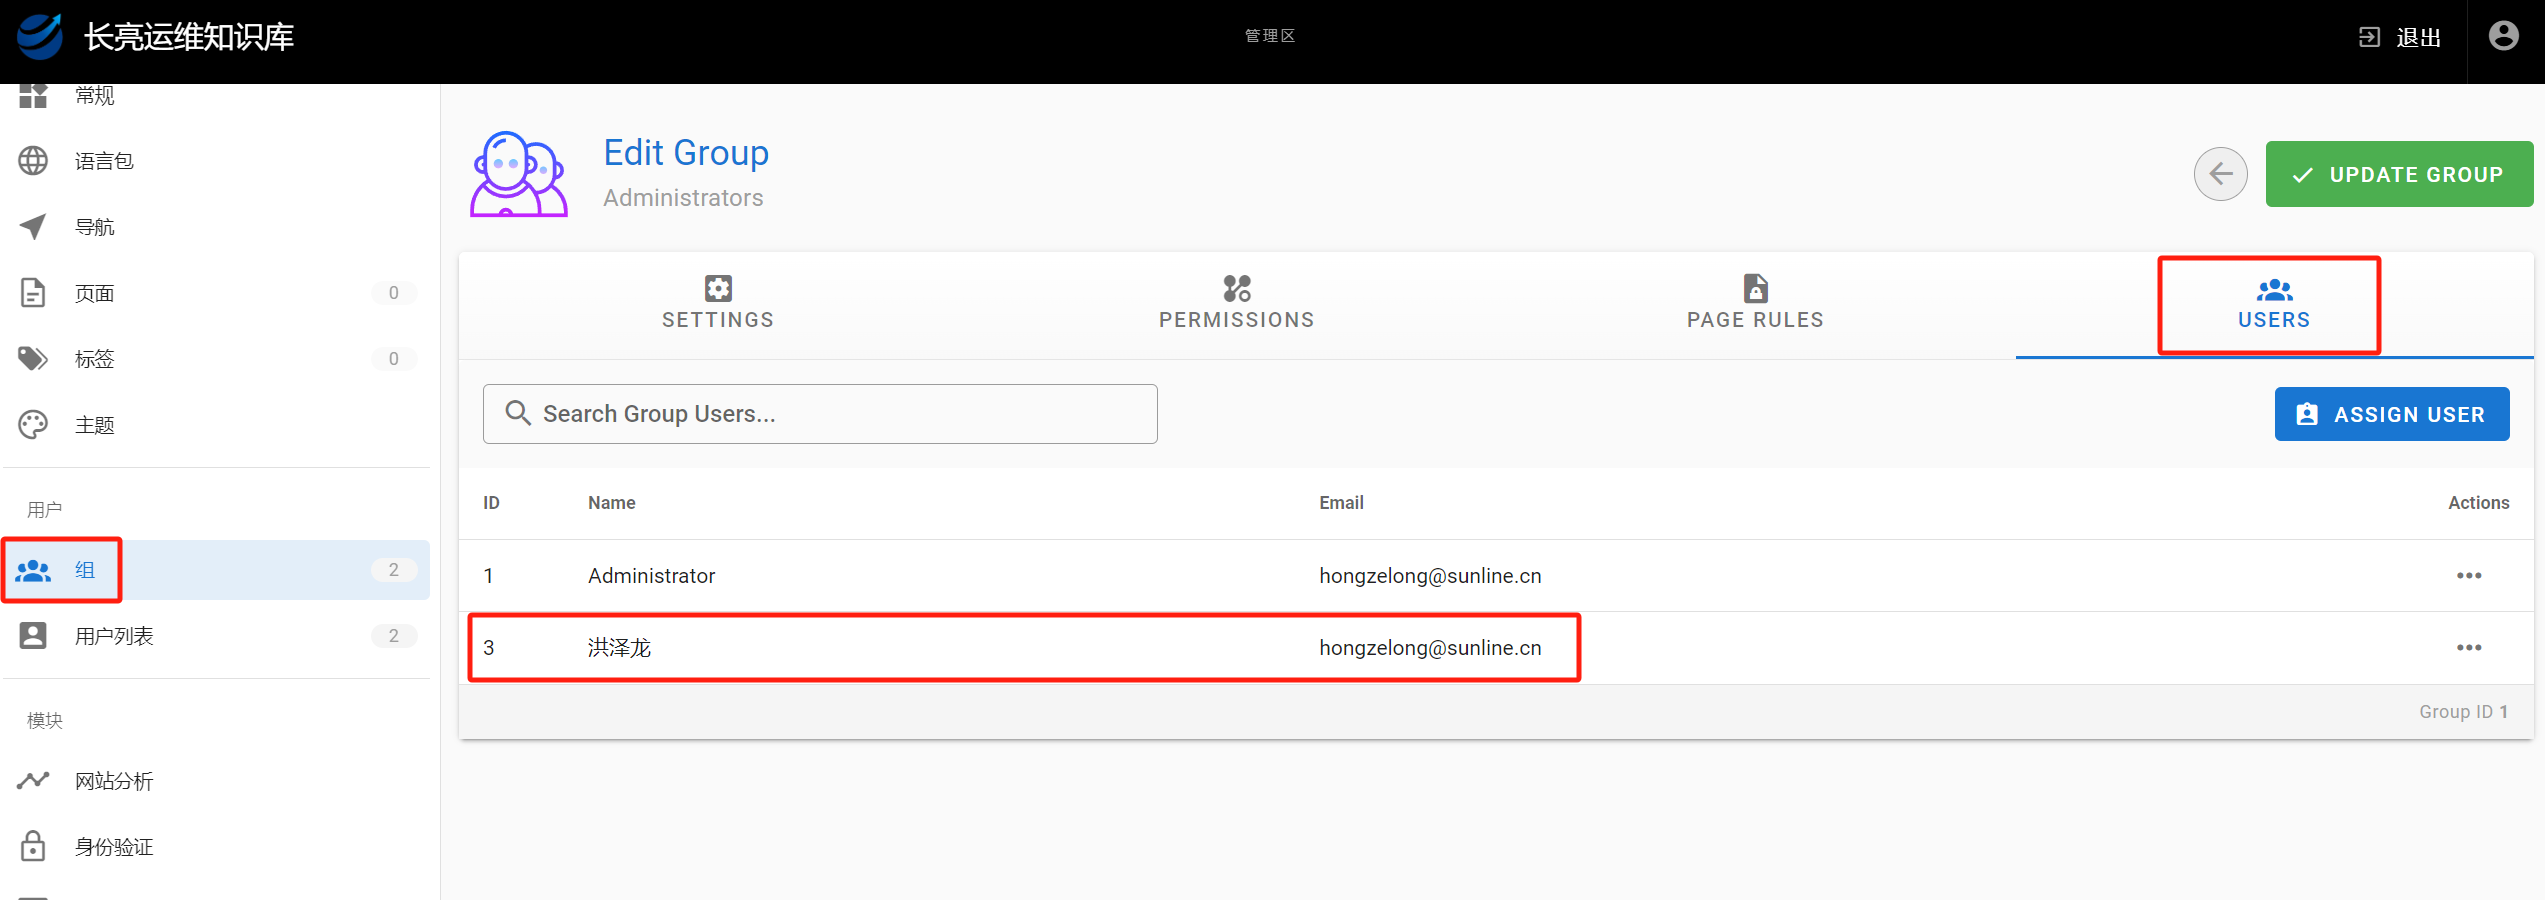 长亮运维知识库
管理区
退出
常规
语言包
导航
页面 0
标签 0
主题
用户
组 2
用户列表 2
模块
网站分析
身份验证
Edit Group
Administrators
UPDATE GROUP
SETTINGS
PERMISSIONS
PAGE RULES
USERS
Search Group Users...
ASSIGN USER
ID Name Email Actions
1 Administrator hongzelong@sunline.cn
3 洪泽龙 hongzelong@sunline.cn
Group ID 1